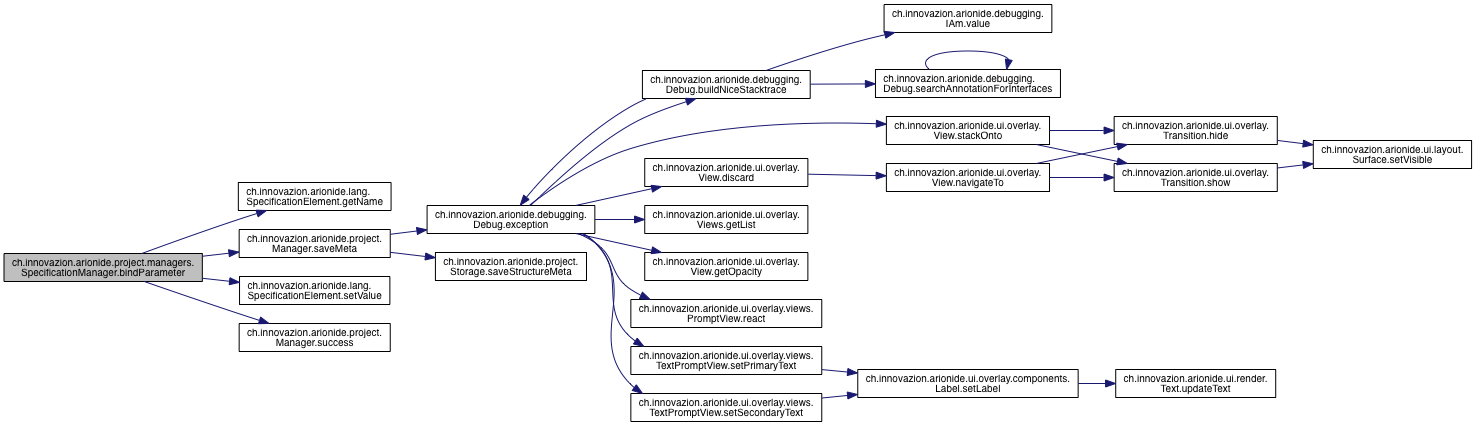 ch.innovazion.arionide.project.managers.
SpecificationManager.bindParameter
ch.innovazion.arionide.lang.
SpecificationElement.getName
ch.innovazion.arionide.project.
Manager.saveMeta
ch.innovazion.arionide.lang.
SpecificationElement.setValue
ch.innovazion.arionide.project.
Manager.success
ch.innovazion.arionide.debugging.
Debug.exception
ch.innovazion.arionide.project.
Storage.saveStructureMeta
ch.innovazion.arionide.debugging.
Debug.buildNiceStacktrace
ch.innovazion.arionide.ui.overlay.
View.discard
ch.innovazion.arionide.ui.overlay.
Views.getList
ch.innovazion.arionide.ui.overlay.
View.getOpacity
ch.innovazion.arionide.ui.overlay.views.
PromptView.react
ch.innovazion.arionide.ui.overlay.views.
TextPromptView.setPrimaryText
ch.innovazion.arionide.ui.overlay.views.
TextPromptView.setSecondaryText
ch.innovazion.arionide.debugging.
IAm.value
ch.innovazion.arionide.debugging.
Debug.searchAnnotationForInterfaces
ch.innovazion.arionide.ui.overlay.
View.stackOnto
ch.innovazion.arionide.ui.overlay.
View.navigateTo
ch.innovazion.arionide.ui.overlay.components.
Label.setLabel
ch.innovazion.arionide.ui.overlay.
Transition.hide
ch.innovazion.arionide.ui.overlay.
Transition.show
ch.innovazion.arionide.ui.render.
Text.updateText
ch.innovazion.arionide.ui.layout.
Surface.setVisible